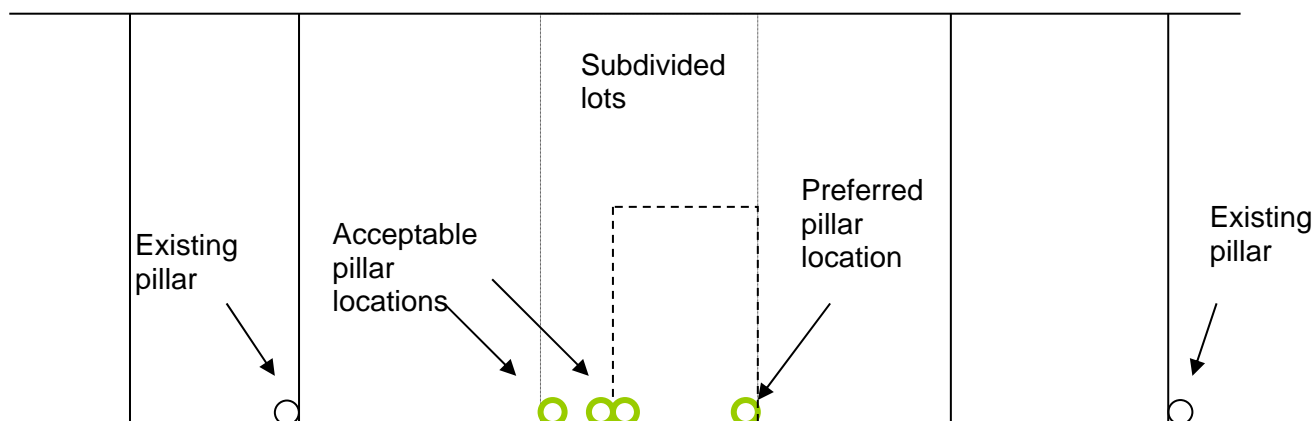 Subdivided
lots
Existing
pillar
Acceptable
pillar
locations
Preferred
pillar
location
Existing
pillar